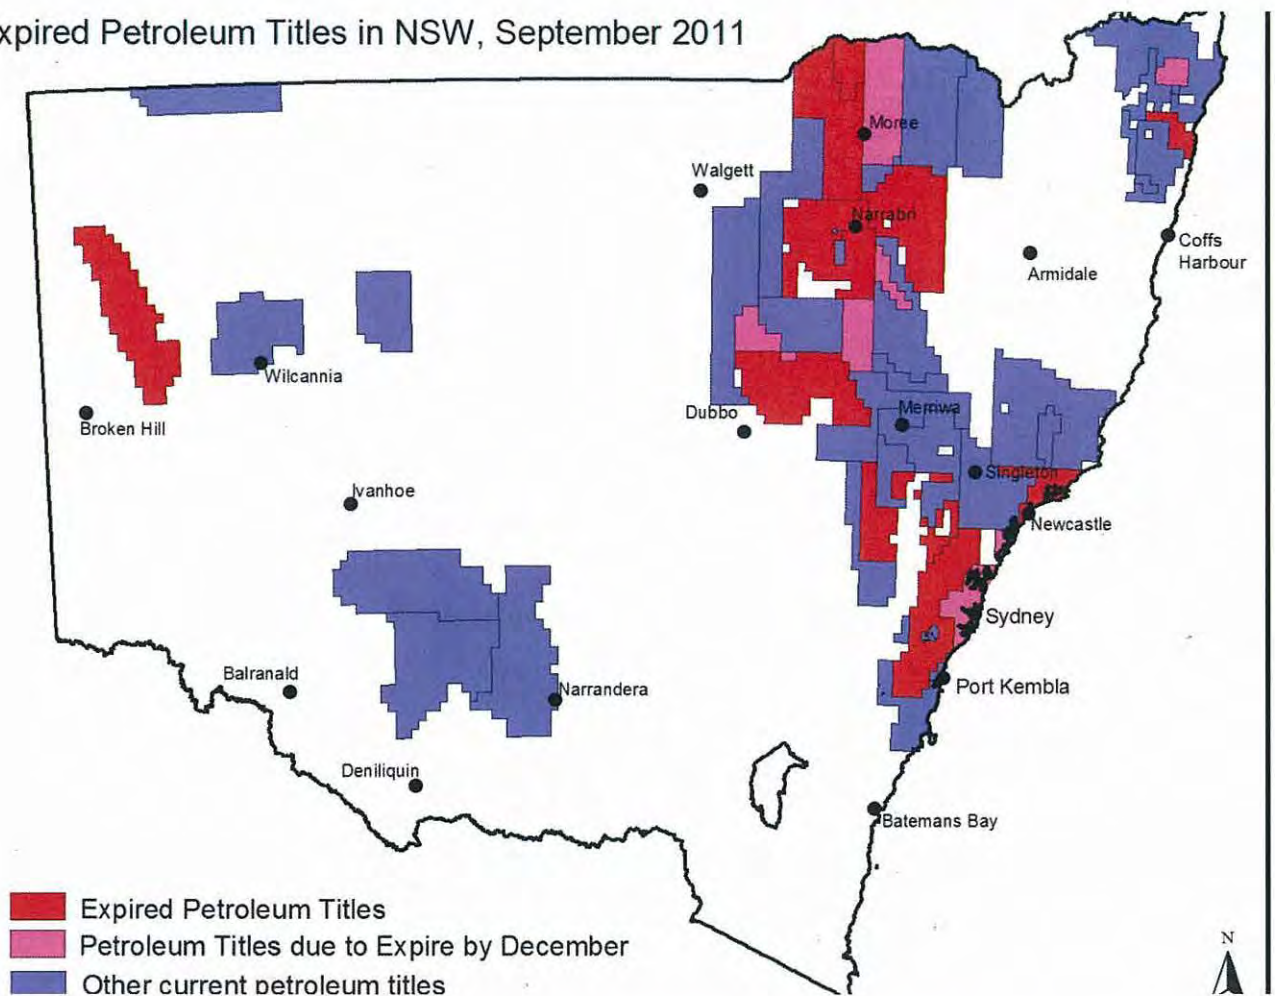 xpired Petroleum Titles in NSW, September 2011
Moree
Walgett
Narrabri
Coffs
Harbour
Armidale
Wilcannia
Dubbo
Merriwa
Broken Hill
Singleton
Ivanhoe
Newcastle
Sydney
Balranald
Narrandera
Port Kembla
Deniliquin
Batemans Bay
Expired Petroleum Titles
Petroleum Titles due to Expire by December
Other current petroleum titles
N